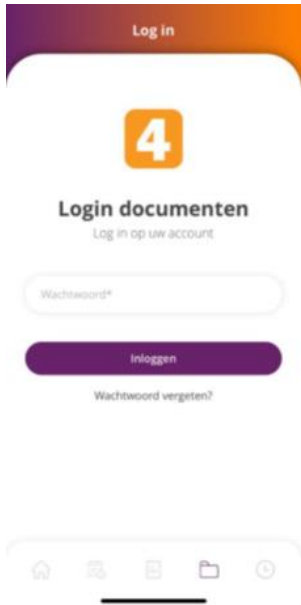 Log in
4
Login documenten
Log in op uw account
Wachtwoord*
Inloggen
Wachtwoord vergeten?